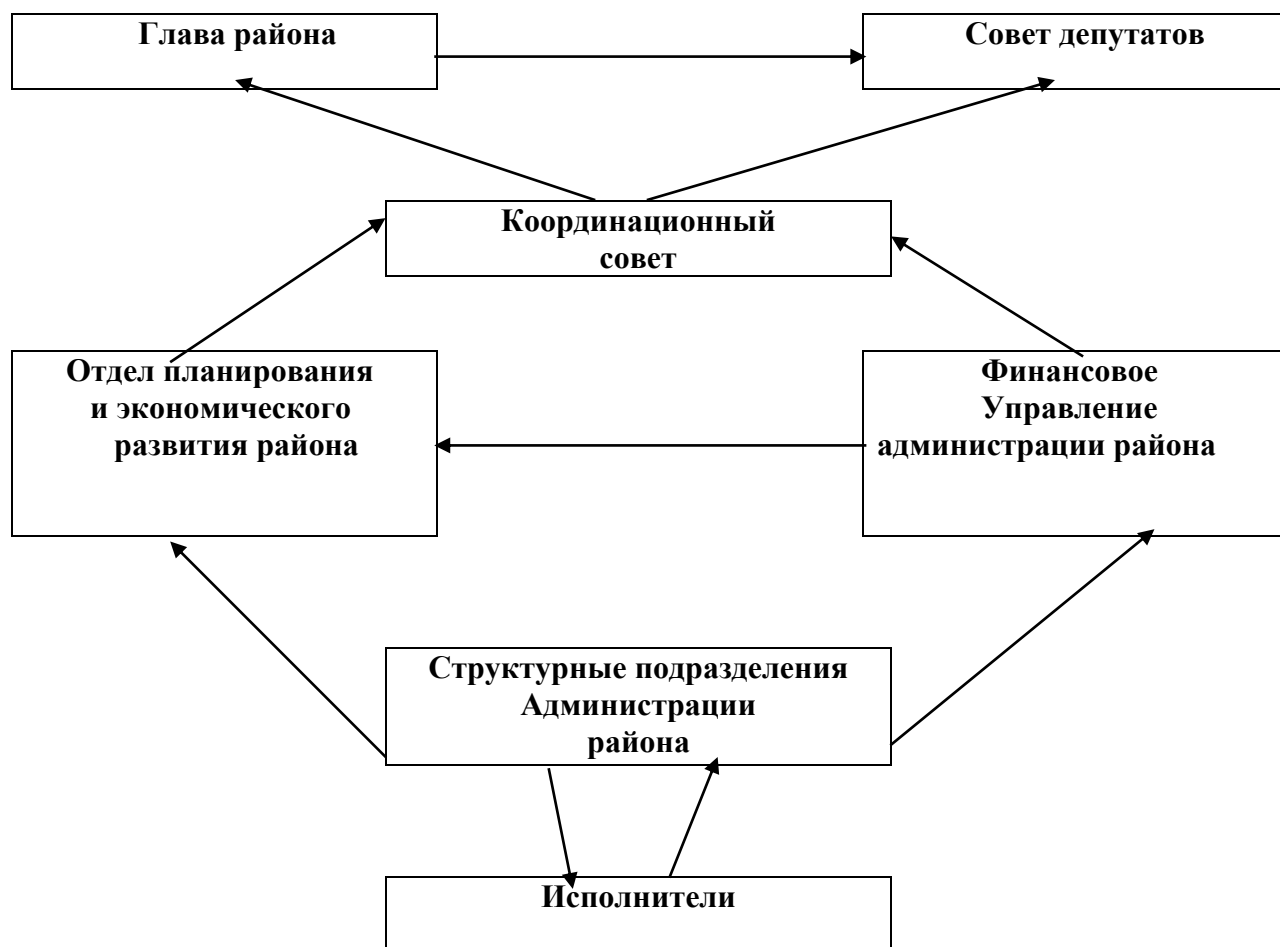 Глава района
Совет депутатов
Координационный
совет
Отдел планирования
и экономического
развития района
Финансовое
Управление
администрации района
Структурные подразделения
Администрации
района
Исполнители